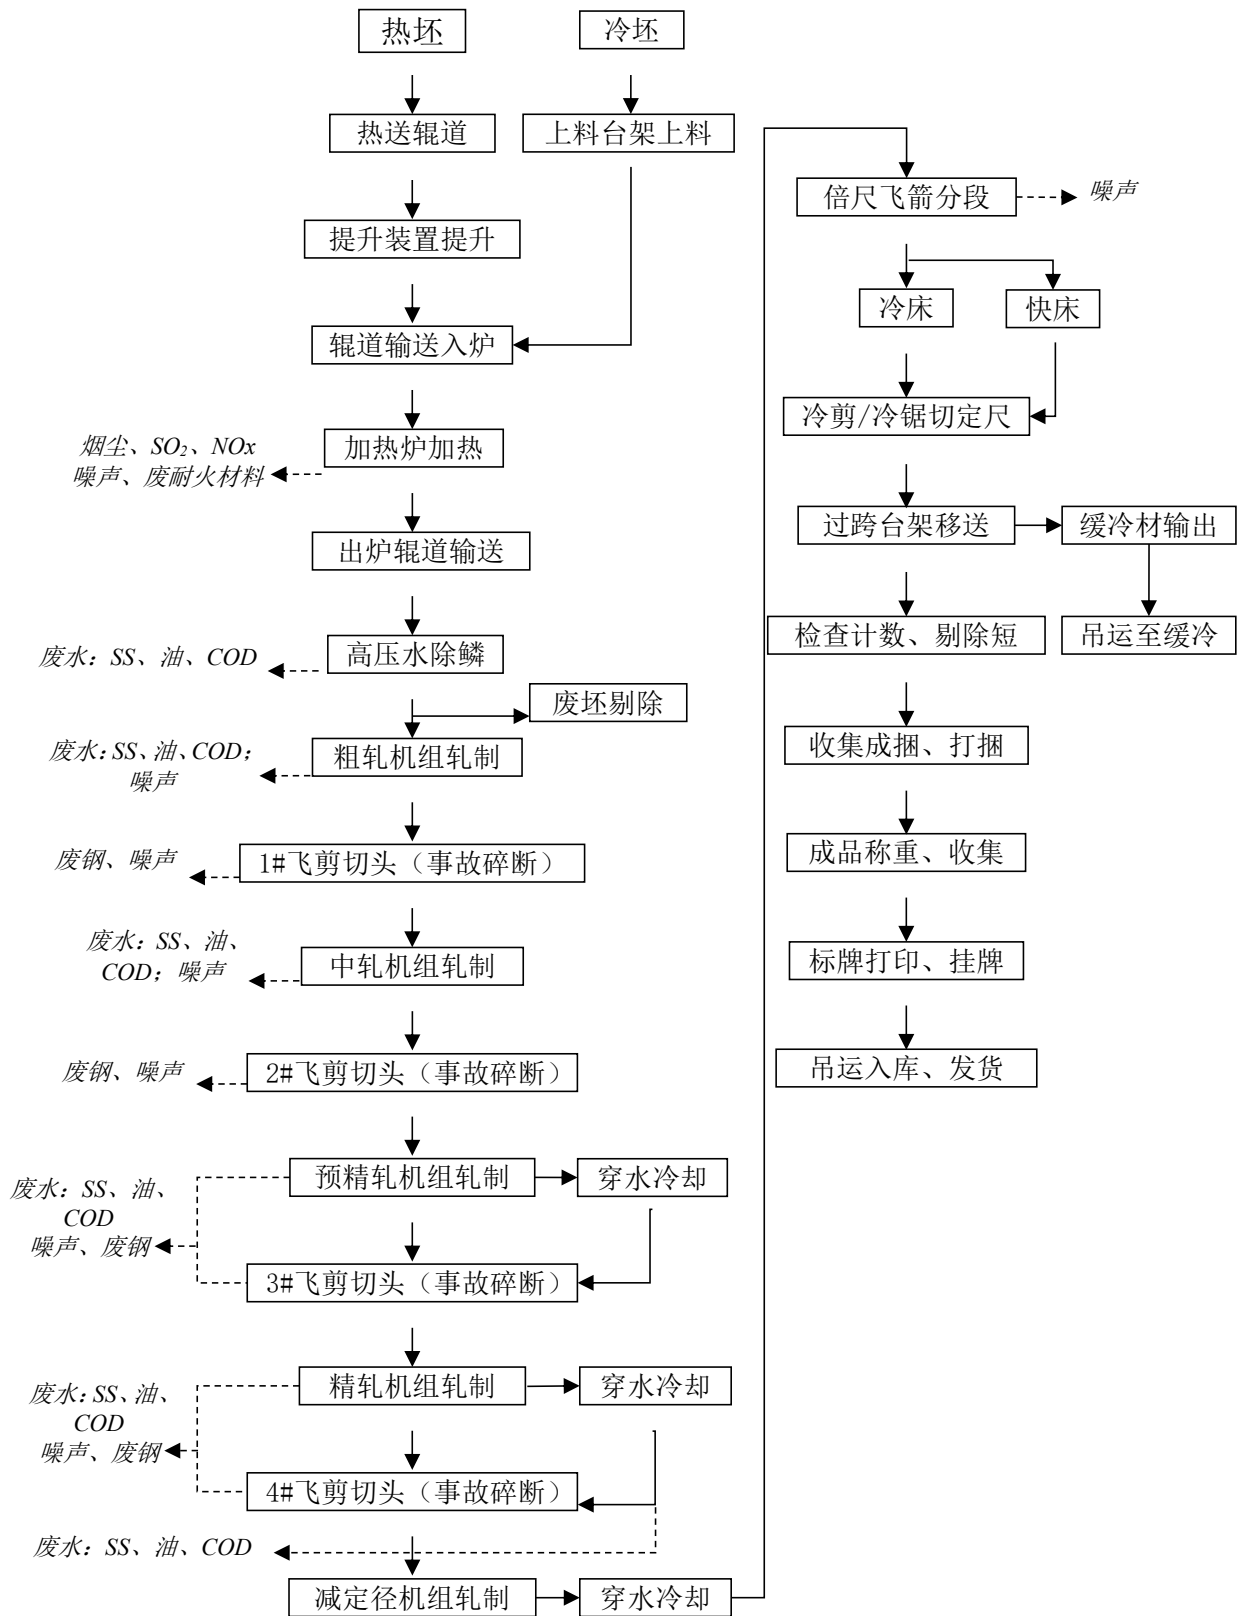 热坯
冷坯
热送辊道
上料台架上料
提升装置提升
辊道输送入炉
烟尘、SO₂、NOx
噪声、废耐火材料
加热炉加热
出炉辊道输送
废水：SS、油、COD
高压水除鳞
废坯剔除
废水：SS、油、COD；
噪声
粗轧机组轧制
废钢、噪声
1#飞剪切头（事故碎断）
废水：SS、油、
COD；噪声
中轧机组轧制
废钢、噪声
2#飞剪切头（事故碎断）
废水：SS、油、
COD
噪声、废钢
预精轧机组轧制
穿水冷却
3#飞剪切头（事故碎断）
废水：SS、油、
COD
噪声、废钢
精轧机组轧制
穿水冷却
4#飞剪切头（事故碎断）
废水：SS、油、COD
减定径机组轧制
穿水冷却
倍尺飞箭分段
噪声
冷床
快床
冷剪/冷锯切定尺
过跨台架移送
缓冷材输出
检查计数、剔除短
吊运至缓冷
收集成捆、打捆
成品称重、收集
标牌打印、挂牌
吊运入库、发货